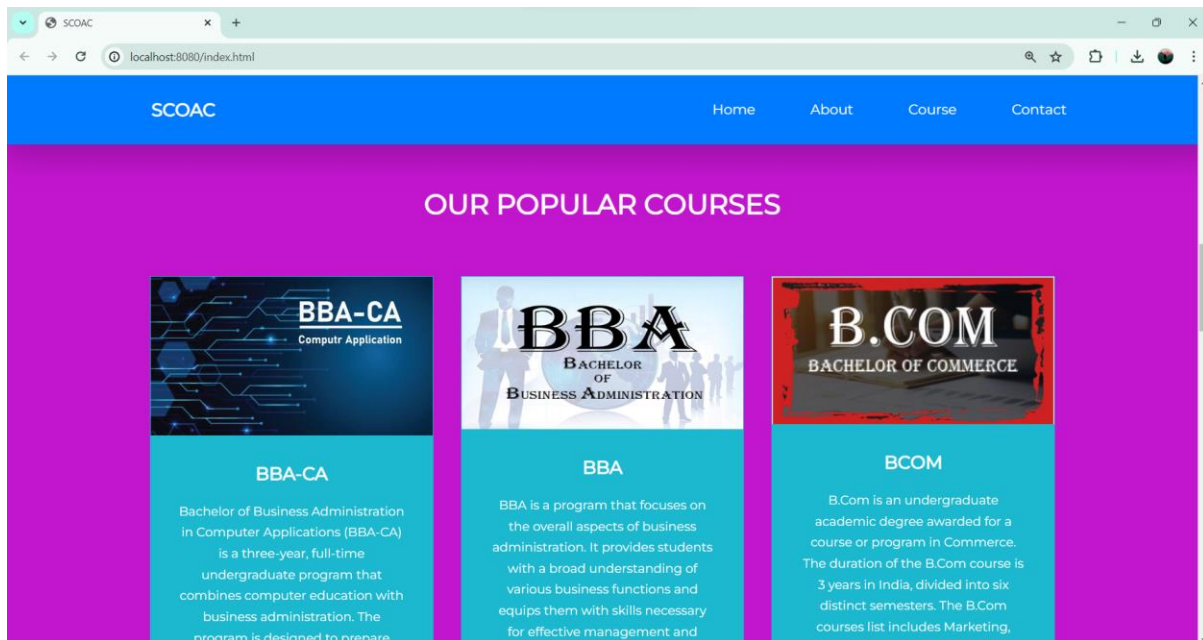 SCOAC
localhost:8080/index.html
SCOAC
Home About Course Contact
OUR POPULAR COURSES
BBA-CA
Computr Application
BBA-CA
Bachelor of Business Administration
in Computer Applications (BBA-CA)
is a three-year, full-time
undergraduate program that
combines computer education with
business administration. The
program is designed to prepare
BBA
BACHELOR
OF
BUSINESS ADMINISTRATION
BBA
BBA is a program that focuses on
the overall aspects of business
administration. It provides students
with a broad understanding of
various business functions and
equips them with skills necessary
for effective management and
B.COM
BACHELOR OF COMMERCE
BCOM
B.Com is an undergraduate
academic degree awarded for a
course or program in Commerce.
The duration of the B.Com course is
3 years in India, divided into six
distinct semesters. The B.Com
courses list includes Marketing,